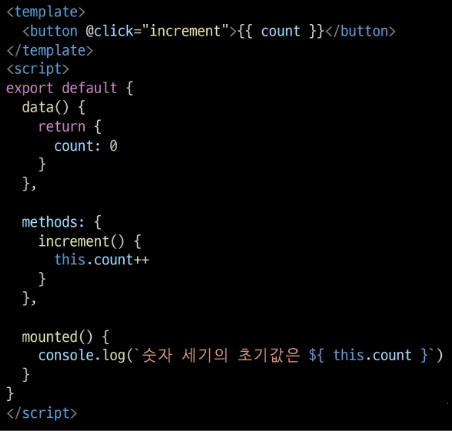 <template>
  <button @click="increment">{{ count }}</button>
</template>
<script>
export default {
  data() {
    return {
      count: 0
    }
  },

  methods: {
    increment() {
      this.count++
    }
  },

  mounted() {
    console.log(`숫자 세기의 초기값은 ${ this.count }`)
  }
}
</script>